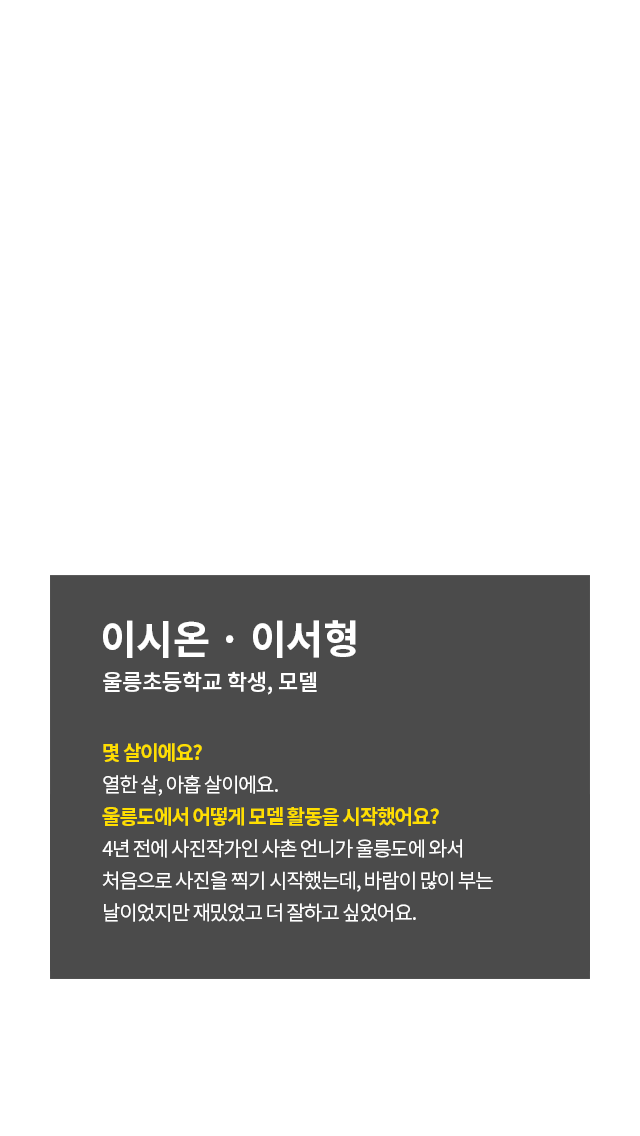 이시온 · 이서형
울릉초등학교 학생, 모델
몇 살이에요?
열한 살, 아홉 살이에요.
울릉도에서 어떻게 모델 활동을 시작했어요?
4년 전에 사진작가인 사촌 언니가 울릉도에 와서
처음으로 사진을 찍기 시작했는데, 바람이 많이 부는
날이었지만 재밌었고 더 잘하고 싶었어요.